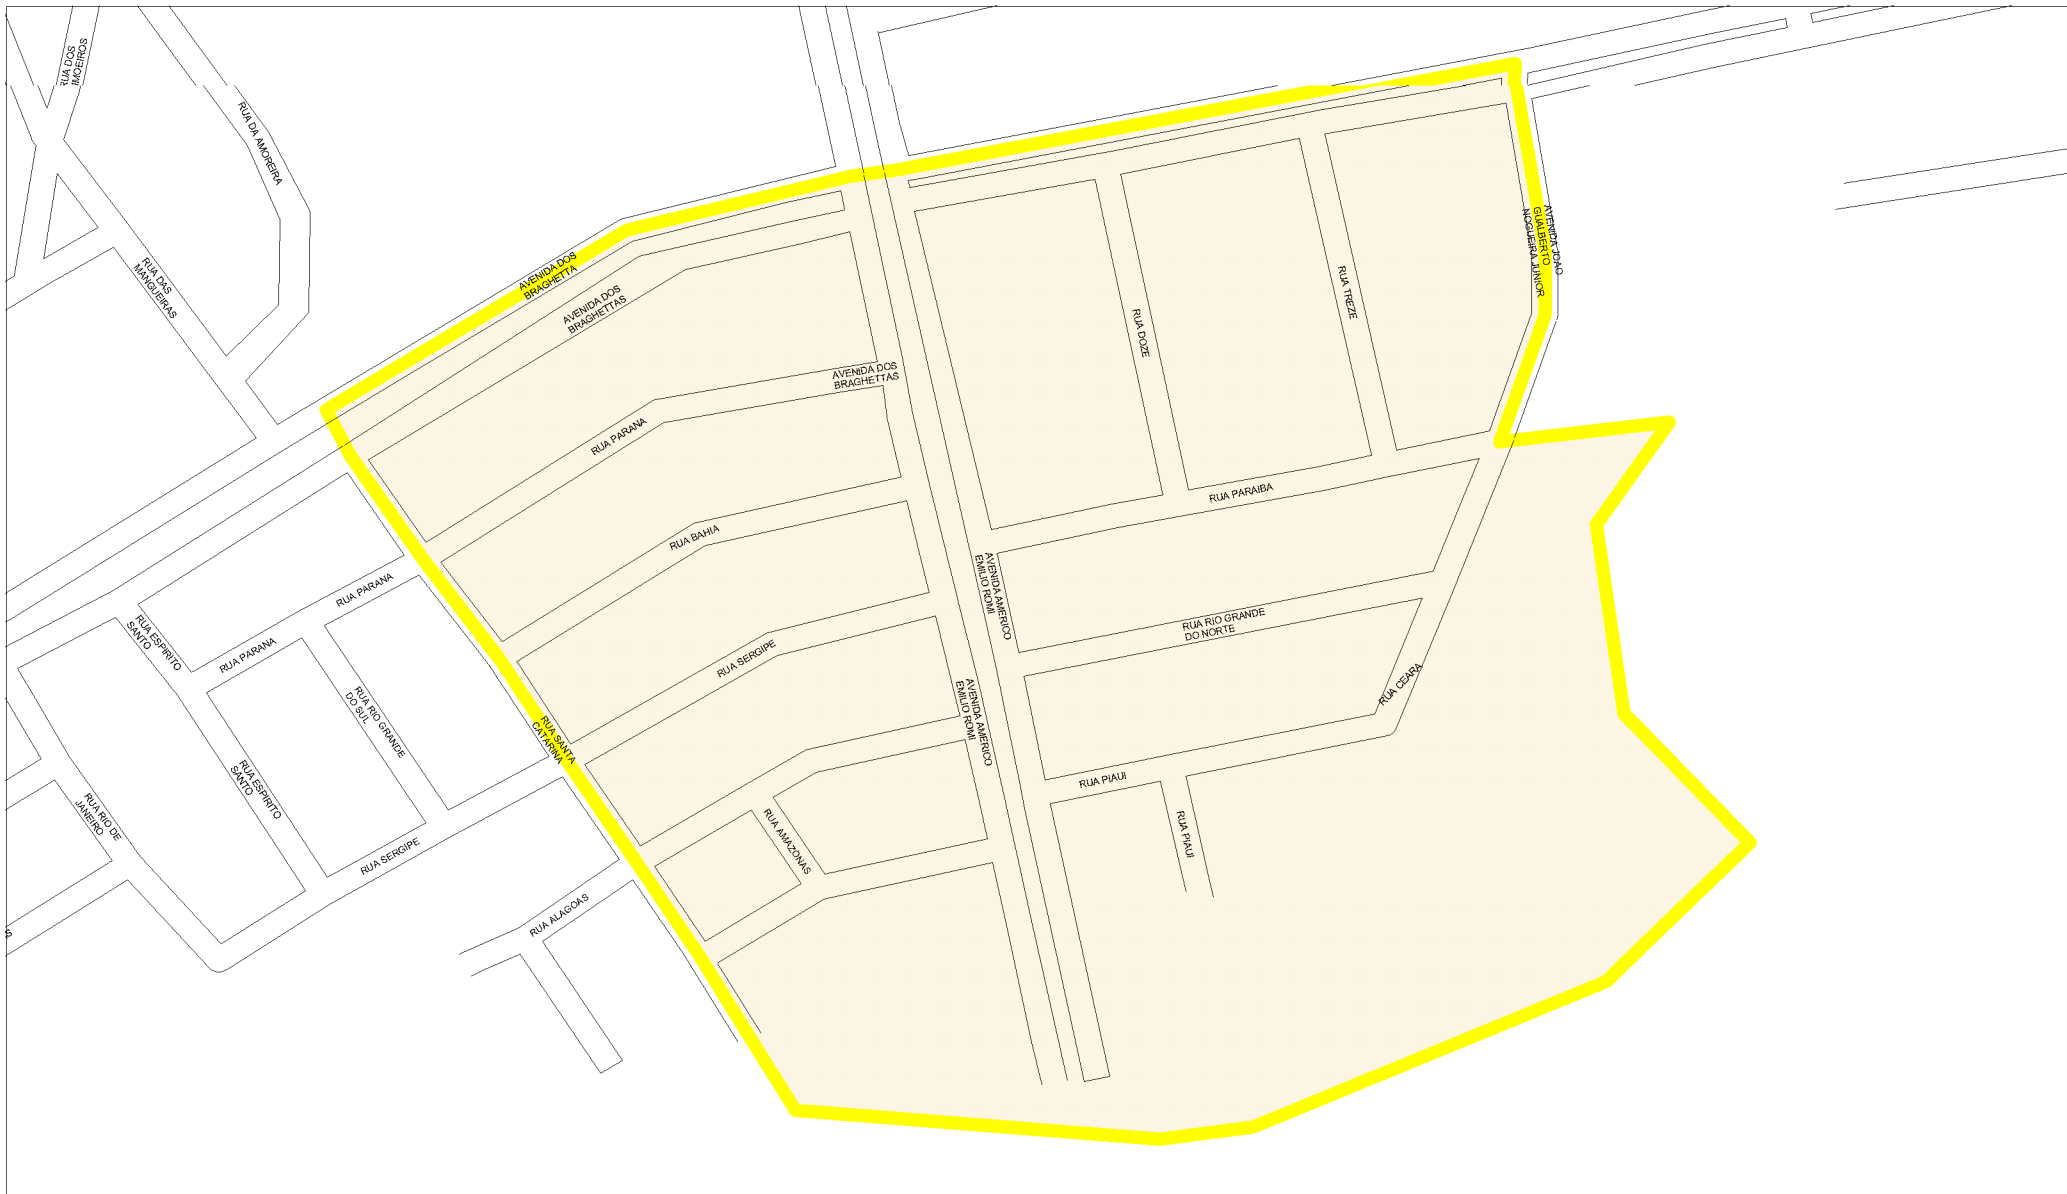 RUA DOS
RUA DA AMOREIRA
RUA DAS
MANGUEIRAS
AVENIDA DOS
BRAGHETTA
AVENIDA DOS
BRAGHETTAS
AVENIDA JOAO
GUALBERTO
NOGUEIRA JUNIOR
RUA TREZE
RUA DOZE
AVENIDA DOS
BRAGHETTAS
RUA PARANA
RUA PARAIBA
RUA BAHIA
AVENIDA AMERICO
EMILIO ROMI
RUA PARANA
RUA ESPIRITO
SANTO
RUA PARANA
RUA RIO GRANDE
DO NORTE
RUA SERGIPE
RUA RIO GRANDE
DO SUL
AVENIDA AMERICO
EMILIO ROMI
RUA CEARA
RUA SANTA
CATARINA
RUA ESPIRITO
SANTO
RUA PIAUI
RUA RIO DE
JANEIRO
RUA AMAZONAS
RUA PIAUI
RUA SERGIPE
RUA ALAGOAS